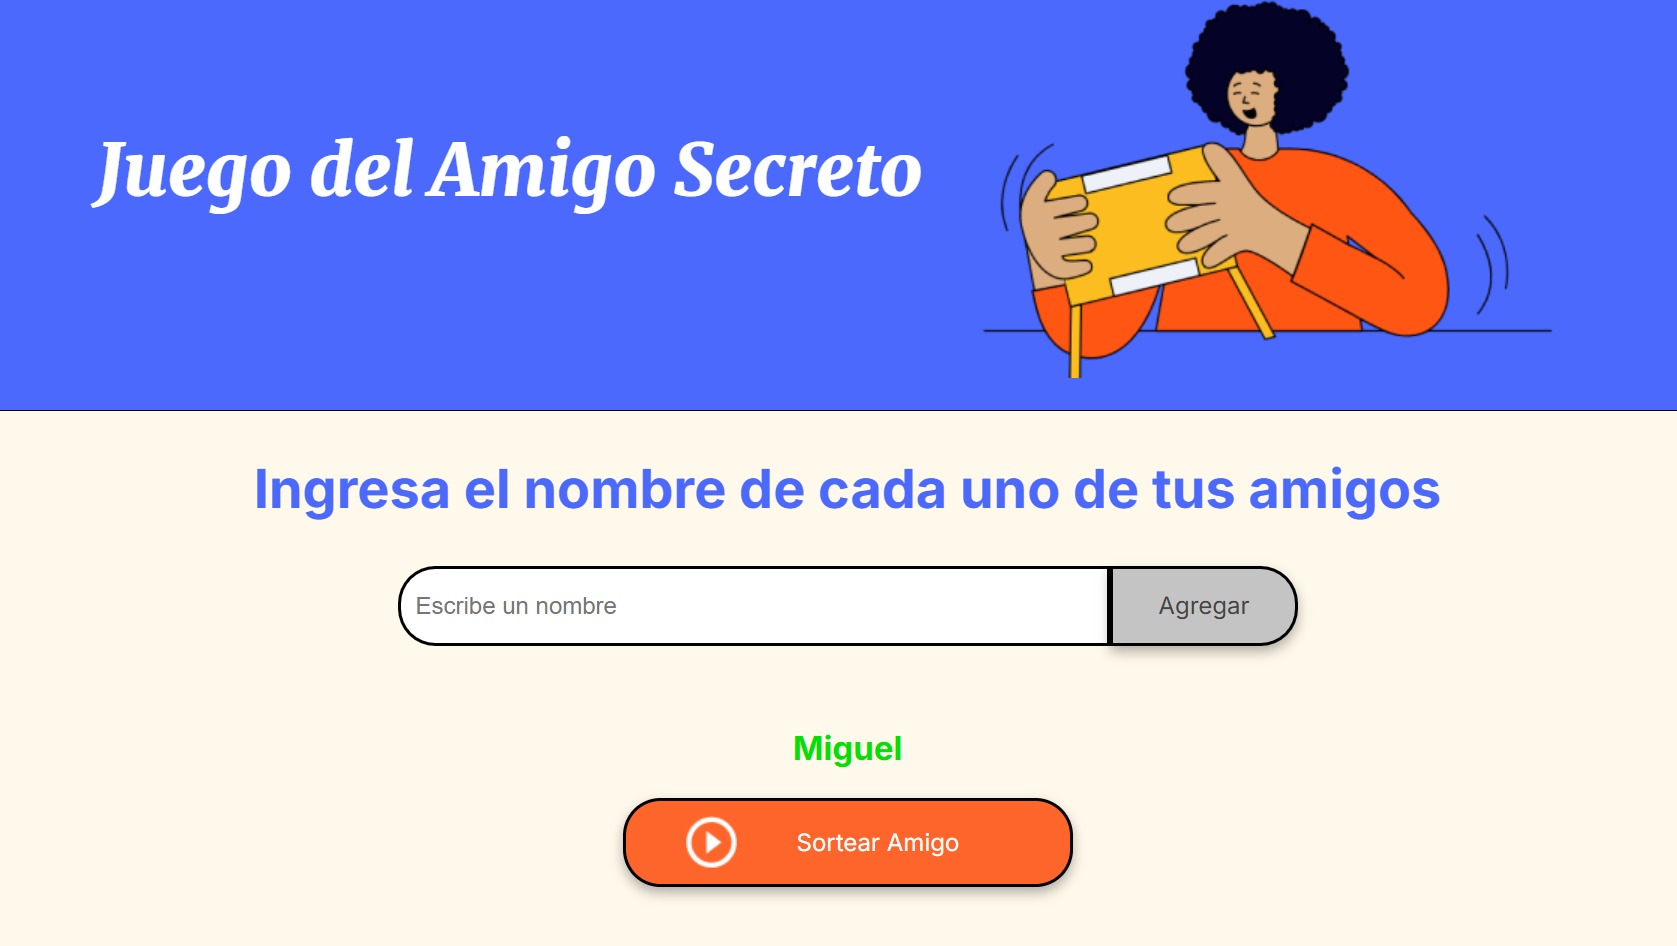 Juego del Amigo Secreto
Ingresa el nombre de cada uno de tus amigos
Escribe un nombre
Agregar
Miguel
Sortear Amigo